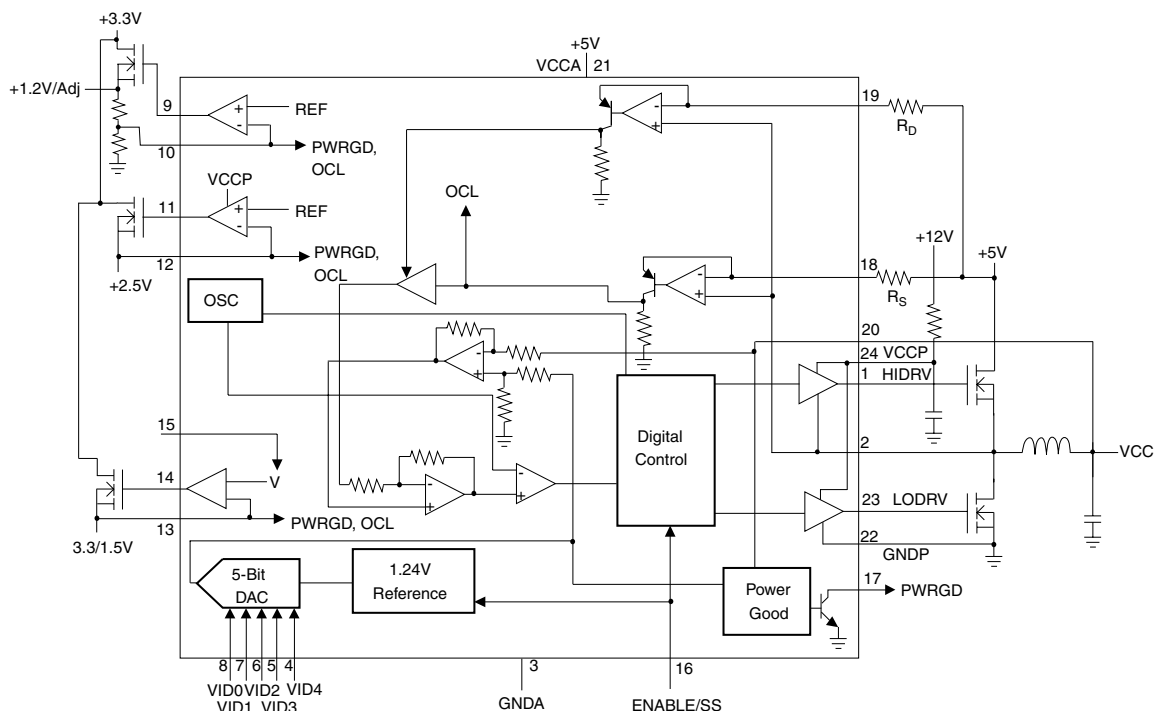 +3.3V
+5V
VCCA 21
+1.2V/Adj
9
REF
19
RD
10
PWRGD,
OCL
VCCP
OCL
11
REF
+12V
12
PWRGD,
OCL
+5V
+2.5V
18
RS
OSC
20
24 VCCP
1 HIDRV
15
Digital
Control
2
VCC
14
V
23 LODRV
13
PWRGD, OCL
22
GNDP
3.3/1.5V
5-Bit
DAC
1.24V
Reference
Power
Good
17
PWRGD
8 7 6 5 4
3
16
VID0 VID2 VID4
VID1 VID3
GNDA
ENABLE/SS
+
-
+
-
-
+
-
+
-
+
-
+
-
+